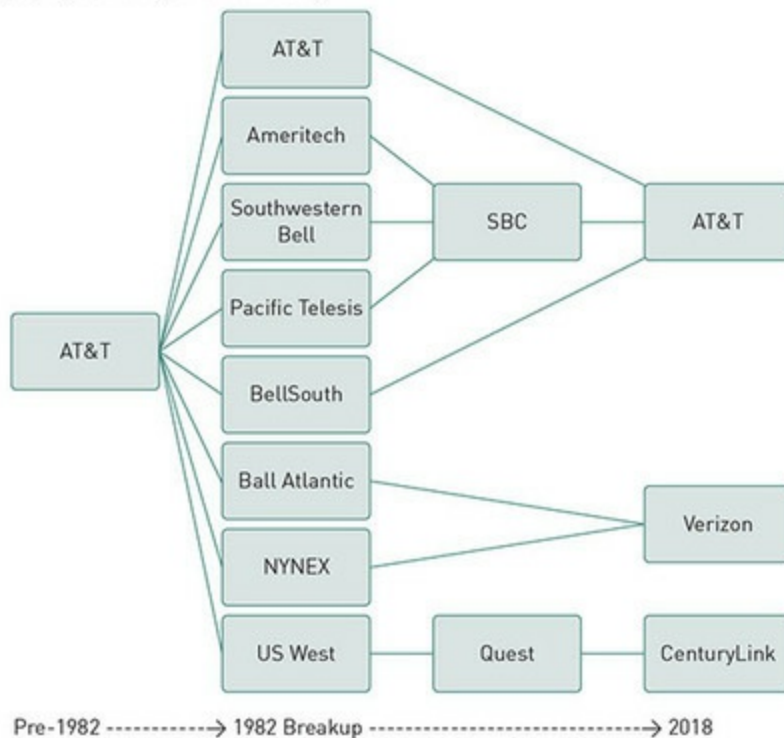 AT&T
Ameritech
Southwestern
Bell
SBC
AT&T
Pacific Telesis
AT&T
BellSouth
Ball Atlantic
Verizon
NYNEX
US West
Quest
CenturyLink
Pre-1982
1982 Breakup
2018